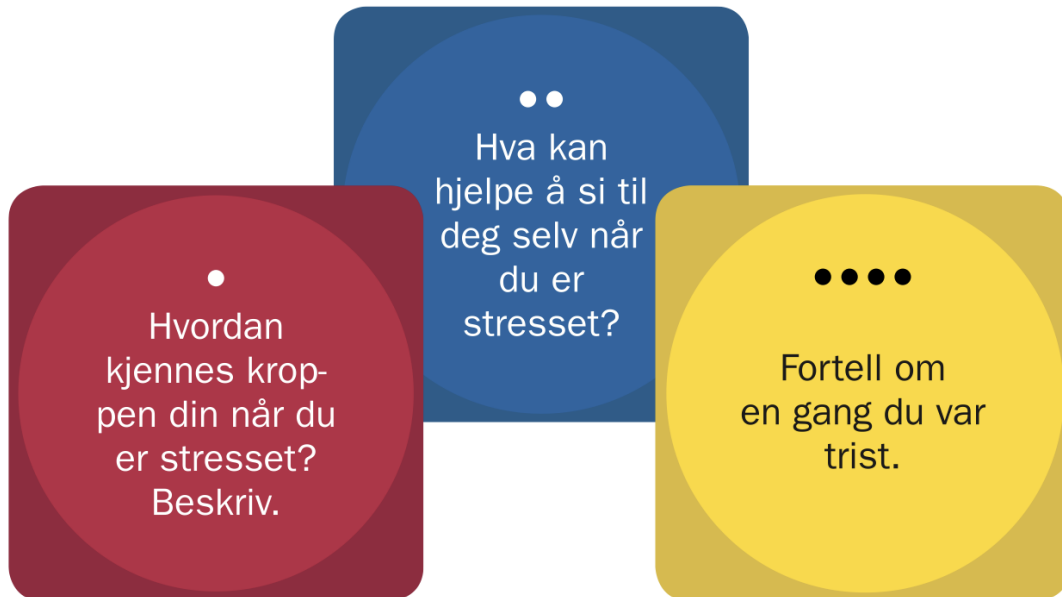 Hva kan
hjelpe å si til
deg selv når
du er
stresset?
Hvordan
kjennes krop-
pen din når du
er stresset?
Beskriv.
Fortell om
en gang du var
trist.